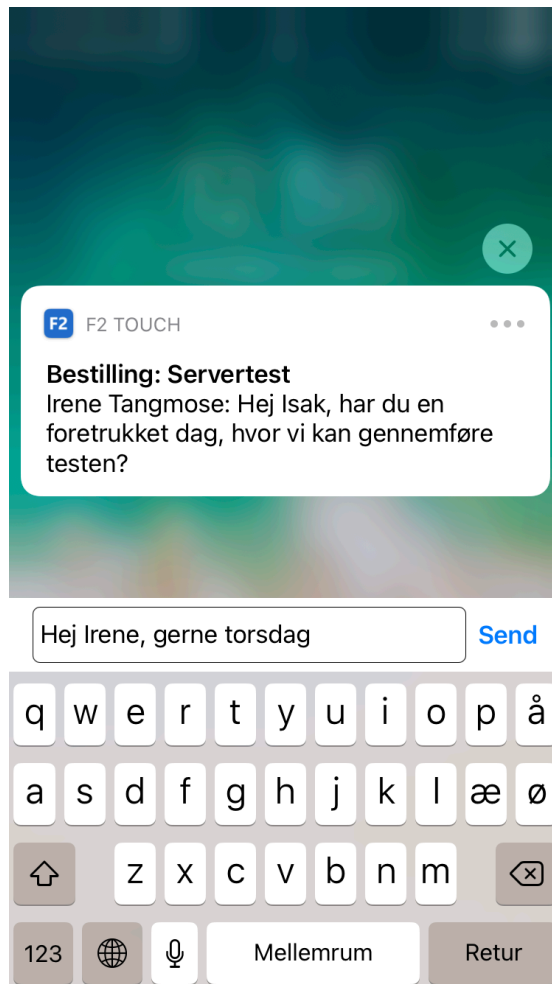 F2 F2 TOUCH
Bestilling: Servertest
Irene Tangmose: Hej Isak, har du en
foretrukket dag, hvor vi kan gennemføre
testen?
Hej Irene, gerne torsdag Send
q w e r t y u i o p å
a s d f g h j k l æ ø
z x c v b n m
123 Mellemrum Retur